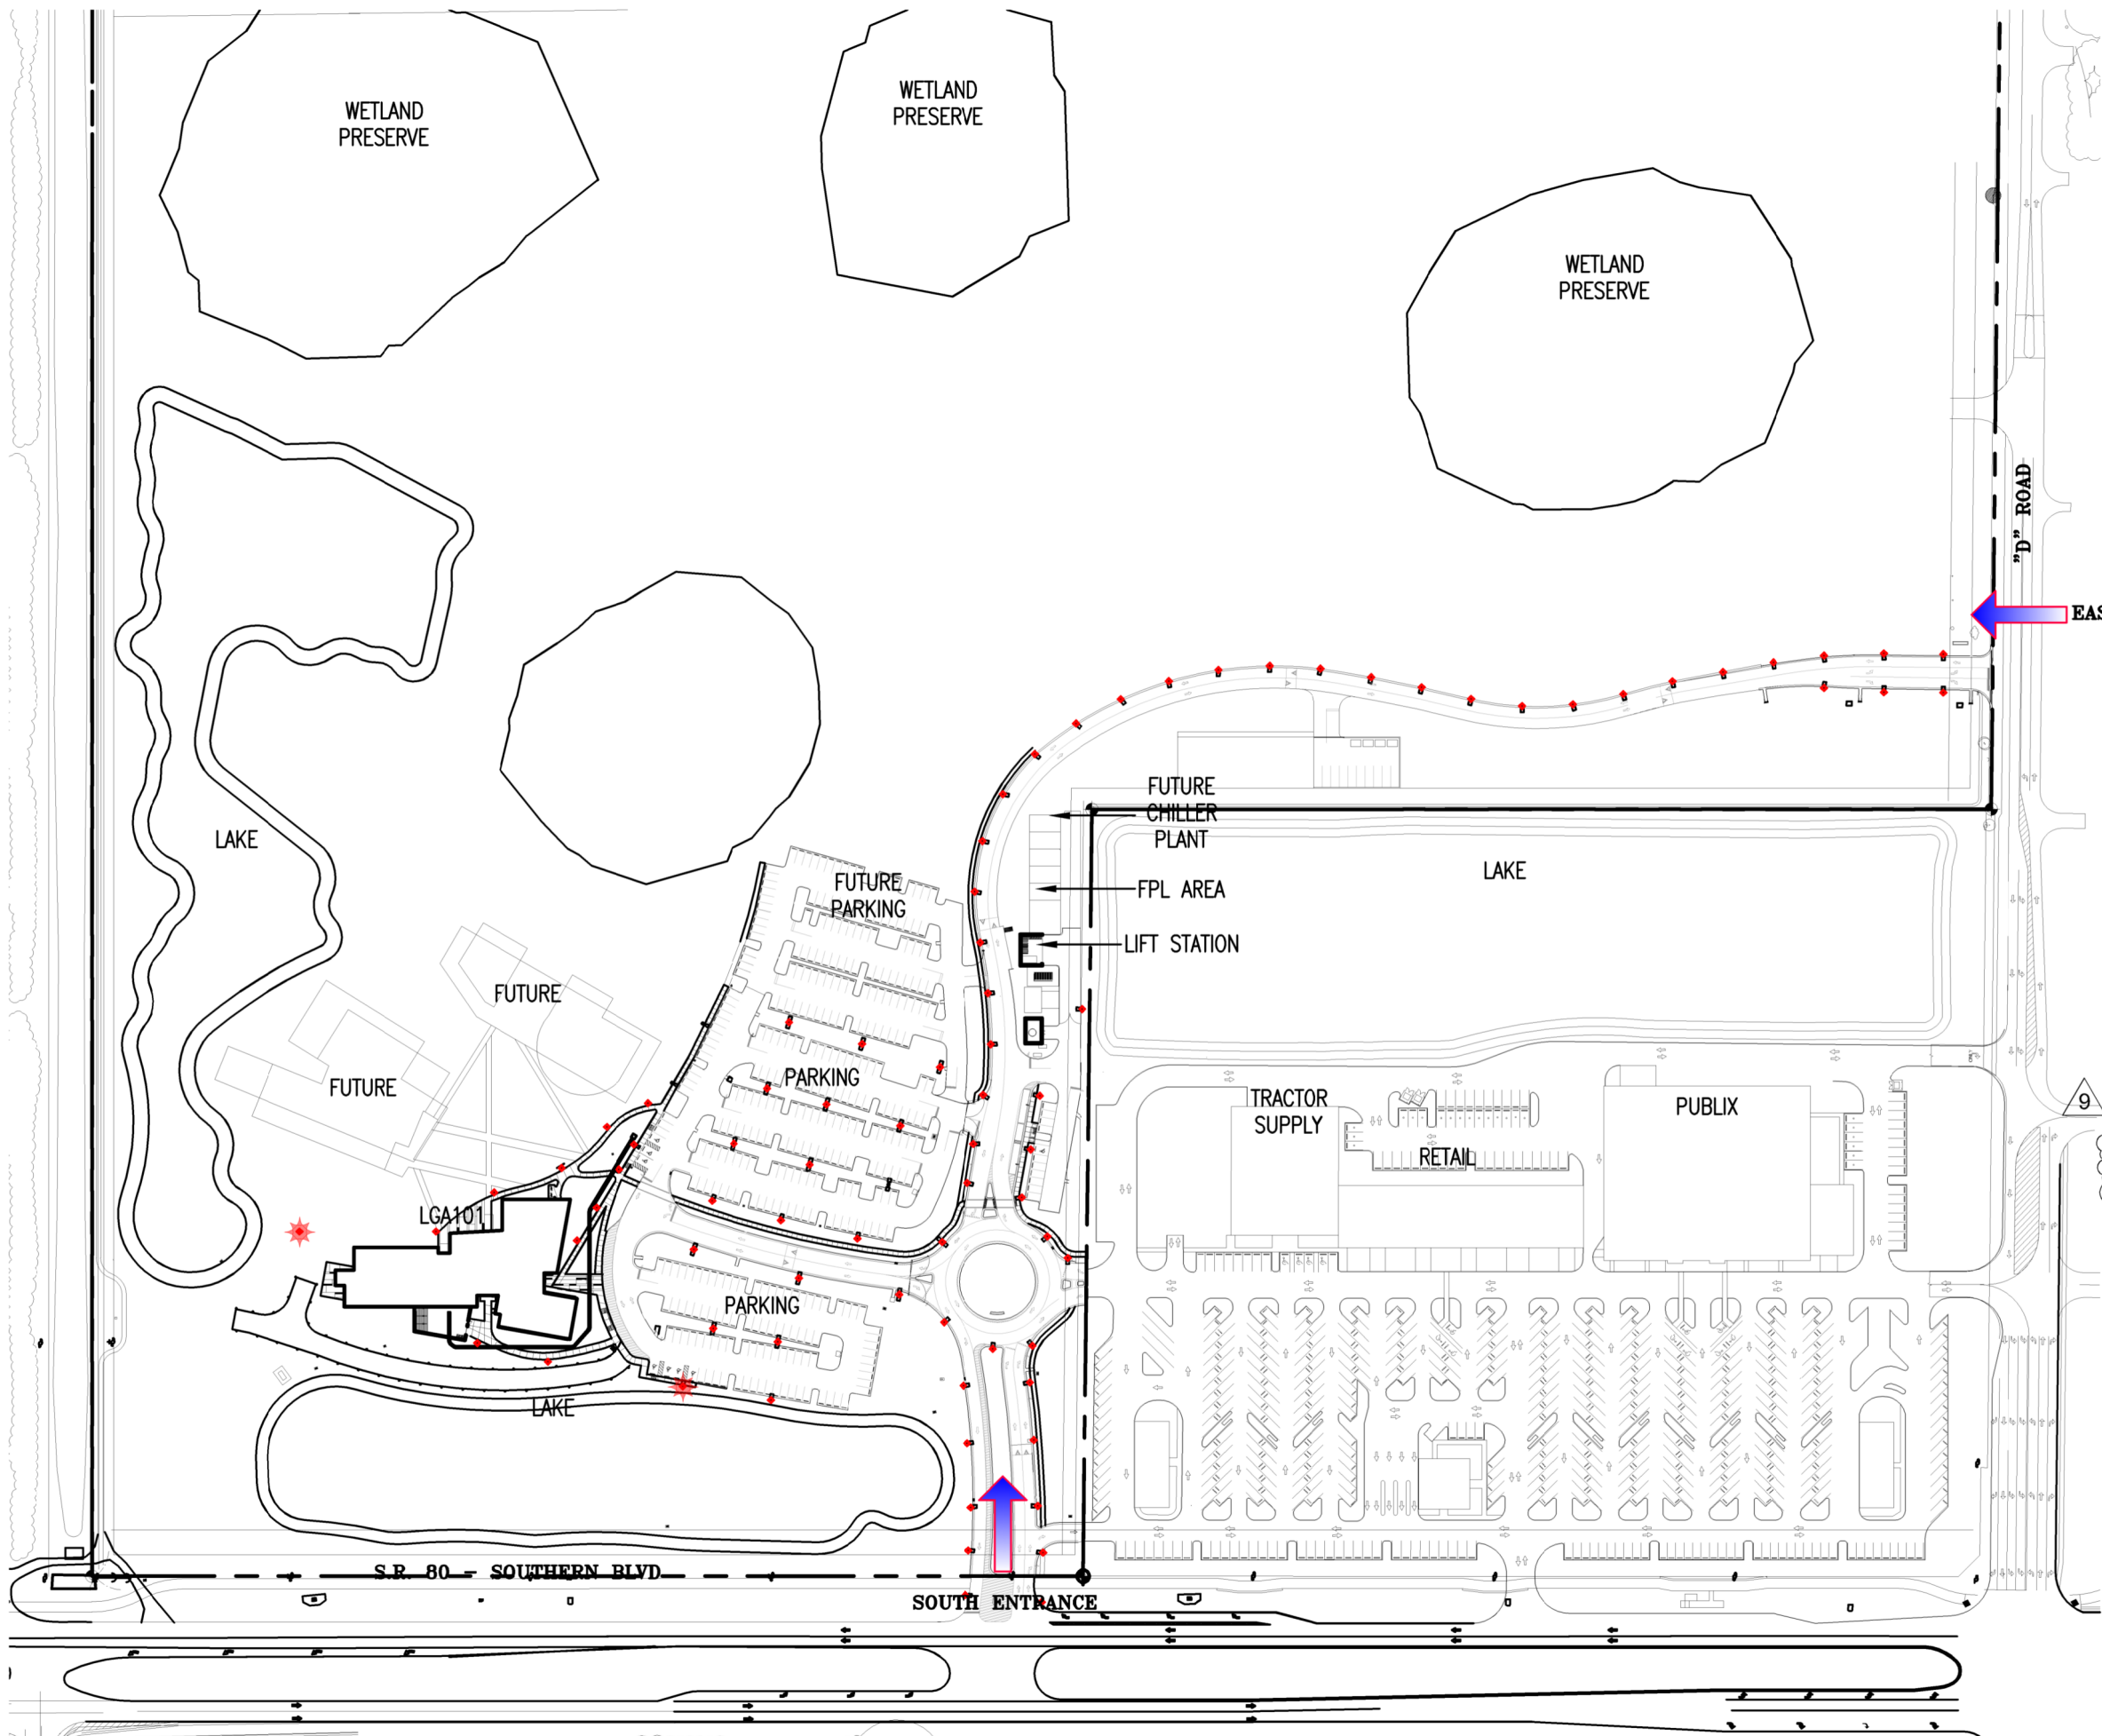 WETLAND
PRESERVE
WETLAND
PRESERVE
WETLAND
PRESERVE
"D" ROAD
EAS
FUTURE
CHILLER
PLANT
LAKE
LAKE
FUTURE
PARKING
FPL AREA
LIFT STATION
FUTURE
FUTURE
PARKING
TRACTOR
SUPPLY
PUBLIX
9
RETAIL
LGA101
PARKING
LAKE
S.R. 80 - SOUTHERN BLVD
SOUTH ENTRANCE